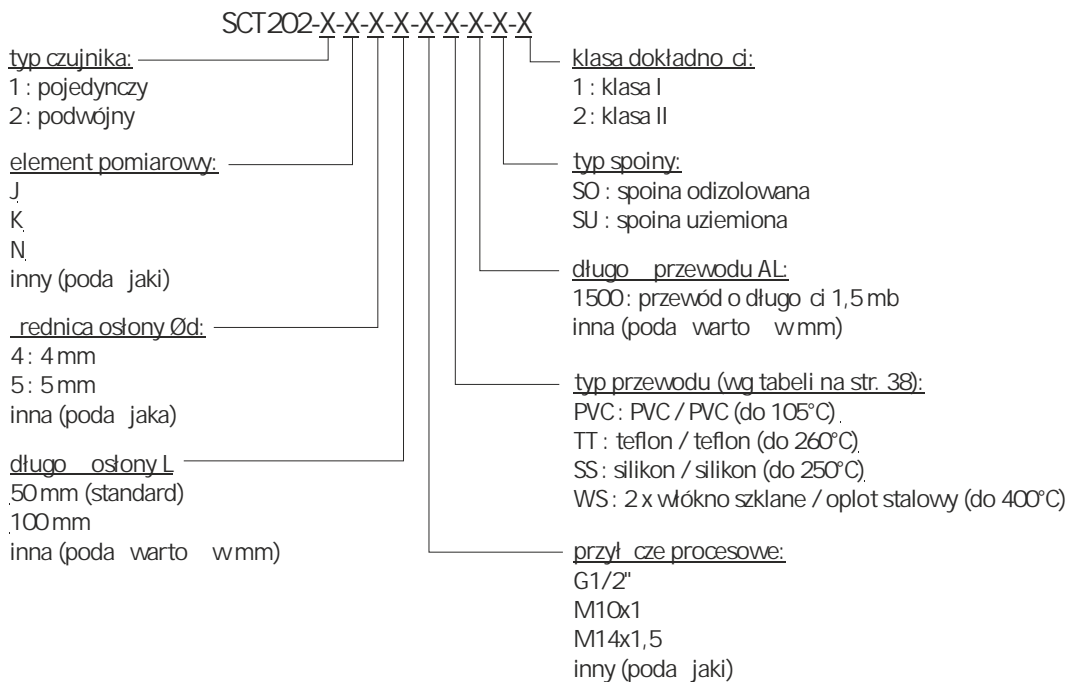 SCT202-X-X-X-X-X-X-X-X-X
typ czujnika:
1 : pojedynczy
2 : podwójny
element pomiarowy:
J
K
N
inny (poda jaki)
rednica osłony Ød:
4 : 4 mm
5 : 5 mm
inna (poda jaka)
długo osłony L
50 mm (standard)
100 mm
inna (poda warto w mm)
klasa dokładno ci:
1 : klasa I
2 : klasa II
typ spoiny:
SO : spoina odizolowana
SU : spoina uziemiona
długo przewodu AL:
1500 : przewód o długo ci 1,5 mb
inna (poda warto w mm)
typ przewodu (wg tabeli na str. 38):
PVC : PVC / PVC (do 105°C)
TT : teflon / teflon (do 260°C)
SS : silikon / silikon (do 250°C)
WS : 2 x włókno szklane / oplot stalowy (do 400°C)
przył cze procesowe:
G1/2"
M10x1
M14x1,5
inny (poda jaki)